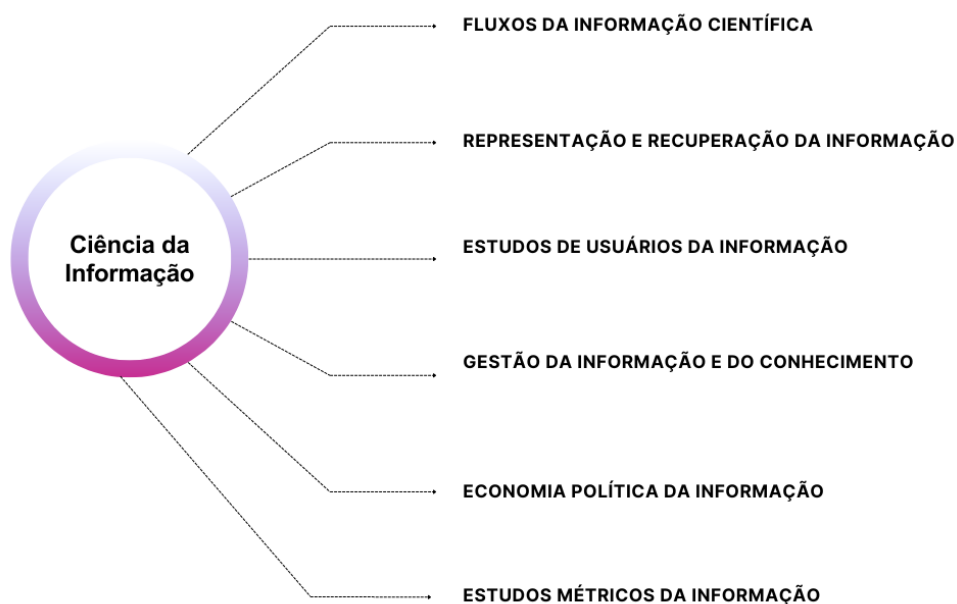 FLUXOS DA INFORMAÇÃO CIENTÍFICA
REPRESENTAÇÃO E RECUPERAÇÃO DA INFORMAÇÃO
Ciência da
Informação
ESTUDOS DE USUÁRIOS DA INFORMAÇÃO
GESTÃO DA INFORMAÇÃO E DO CONHECIMENTO
ECONOMIA POLÍTICA DA INFORMAÇÃO
ESTUDOS MÉTRICOS DA INFORMAÇÃO